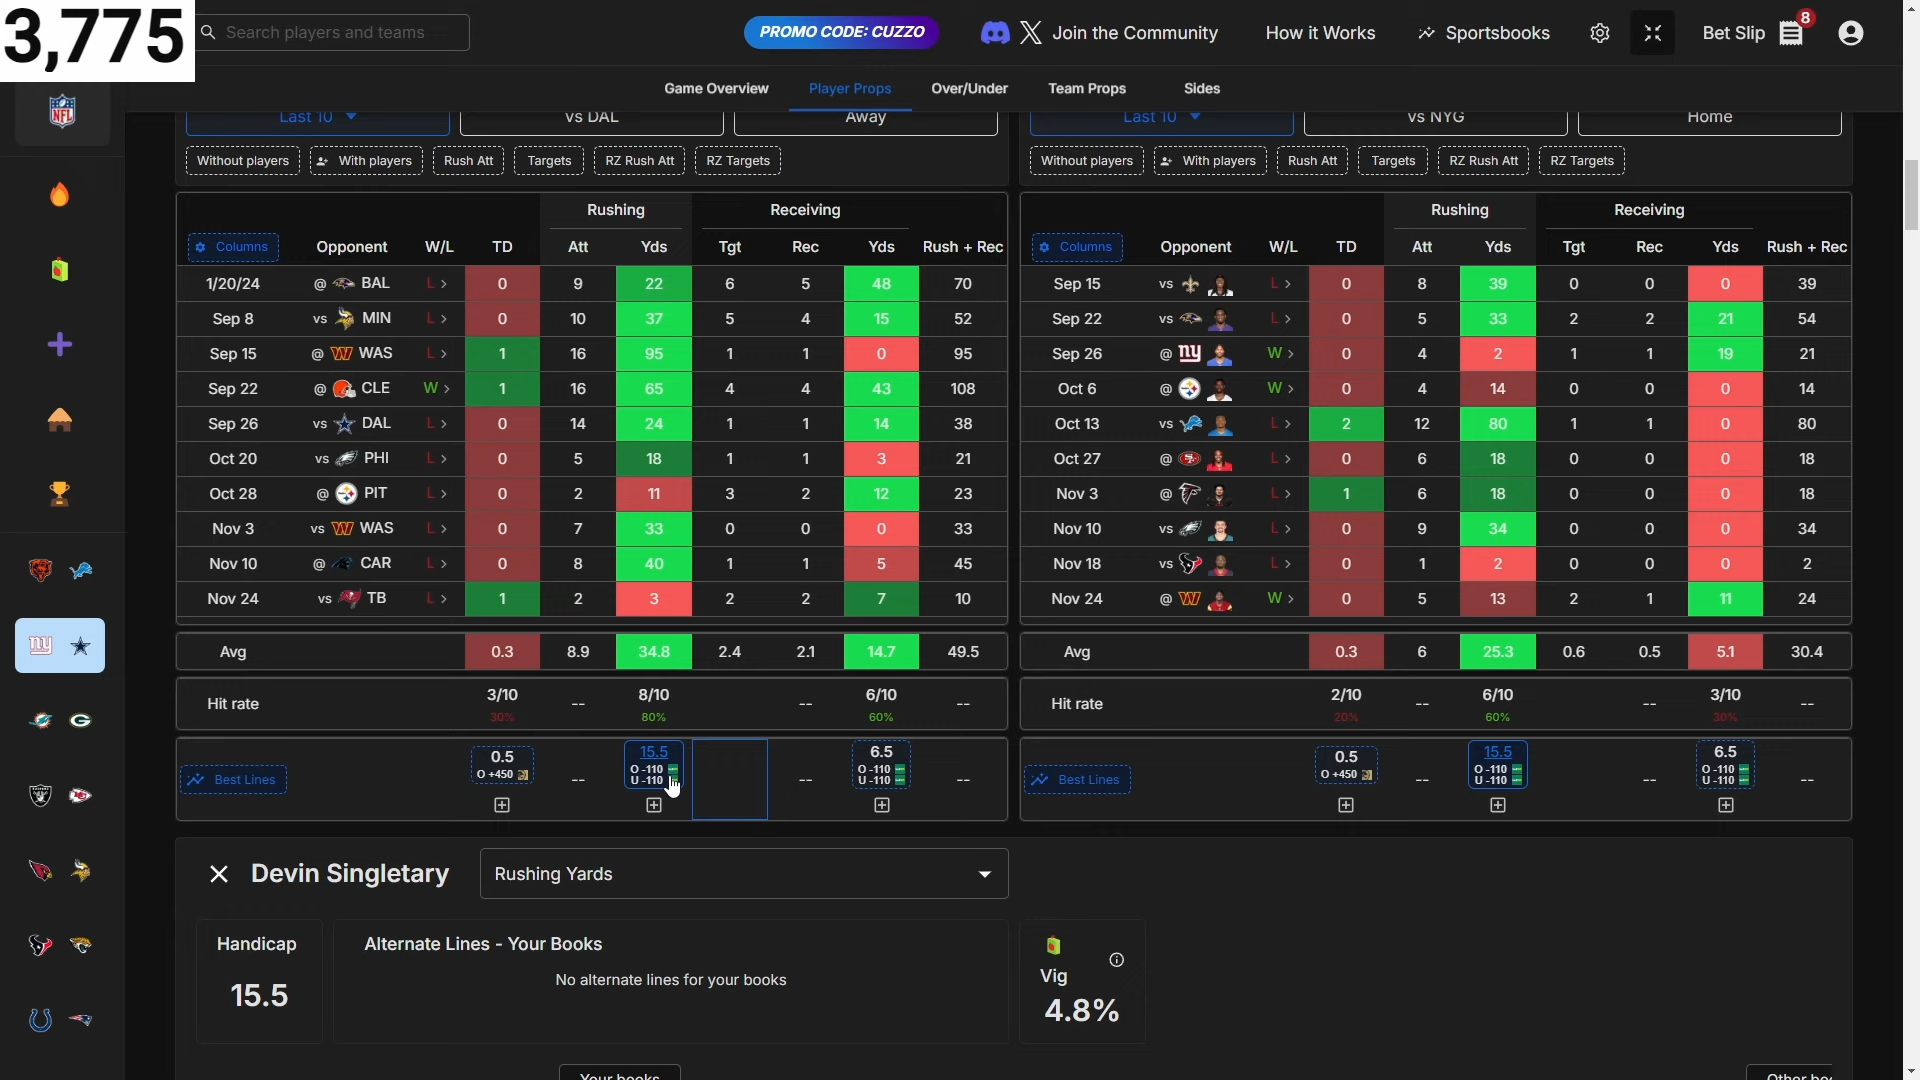 3,775
Search players and teams
PROMO CODE: CUZZO
Join the Community
How it Works
Sportsbooks
Bet Slip
8
Game Overview
Player Props
Over/Under
Team Props
Sides
NFL
Last 10
vs DAL
Away
Last 10
vs NYG
Home
Without players
With players
Rush Att
Targets
RZ Rush Att
RZ Targets
Without players
With players
Rush Att
Targets
RZ Rush Att
RZ Targets
Rushing
Receiving
Columns Opponent W/L TD Att Yds Tgt Rec Yds Rush + Rec
1/20/24 @ BAL L > 0 9 22 6 5 48 70
Sep 8 vs MIN L > 0 10 37 5 4 15 52
Sep 15 @ WAS L > 1 16 95 1 1 0 95
Sep 22 @ CLE W > 1 16 65 4 4 43 108
Sep 26 vs DAL L > 0 14 24 1 1 14 38
Oct 20 vs PHI L > 0 5 18 1 1 3 21
Oct 28 @ PIT L > 0 2 11 3 2 12 23
Nov 3 vs WAS L > 0 7 33 0 0 0 33
Nov 10 @ CAR L > 0 8 40 1 1 5 45
Nov 24 vs TB L > 1 2 3 2 2 7 10
Avg 0.3 8.9 34.8 2.4 2.1 14.7 49.5
Hit rate 3/10 -- 8/10 -- 6/10 --
30% 80% 60%
Best Lines 0.5 -- 15.5 -- 6.5 --
O +450 O -110 O -110
U -110 U -110
Rushing
Receiving
Columns Opponent W/L TD Att Yds Tgt Rec Yds Rush + Rec
Sep 15 vs L > 0 8 39 0 0 0 39
Sep 22 vs L > 0 5 33 2 2 21 54
Sep 26 @ ny W > 0 4 2 1 1 19 21
Oct 6 @ W > 0 4 14 0 0 0 14
Oct 13 vs L > 2 12 80 1 1 0 80
Oct 27 @ L > 0 6 18 0 0 0 18
Nov 3 @ L > 1 6 18 0 0 0 18
Nov 10 vs L > 0 9 34 0 0 0 34
Nov 18 vs L > 0 1 2 0 0 0 2
Nov 24 @ W > 0 5 13 2 1 11 24
Avg 0.3 6 25.3 0.6 0.5 5.1 30.4
Hit rate 2/10 -- 6/10 -- 3/10 --
20% 60% 30%
Best Lines 0.5 -- 15.5 -- 6.5 --
O +450 O -110 O -110
U -110 U -110
ny
Devin Singletary
Rushing Yards
Handicap
15.5
Alternate Lines - Your Books
No alternate lines for your books
Vig
4.8%
Your books